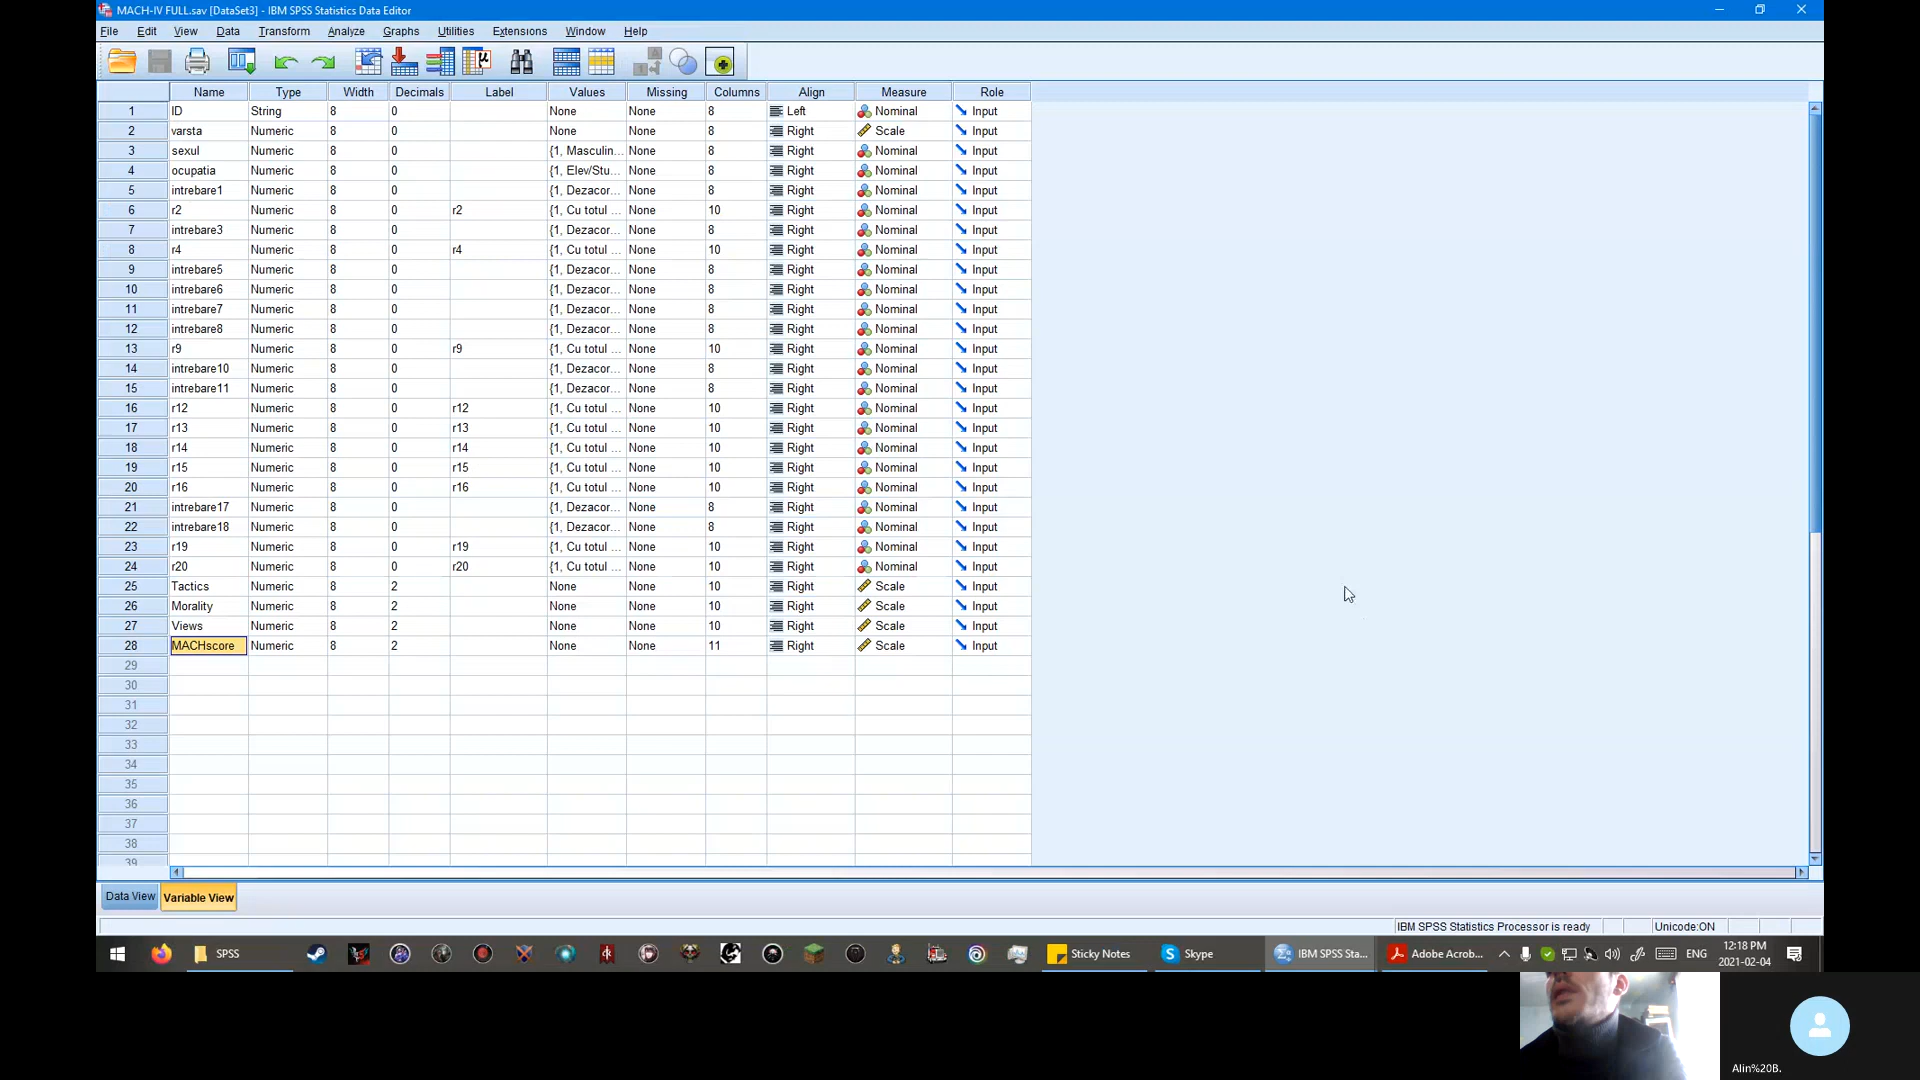 MACH-IV FULL.sav [DataSet3] - IBM SPSS Statistics Data Editor
File Edit View Data Transform Analyze Graphs Utilities Extensions Window Help
Name Type Width Decimals Label Values Missing Columns Align Measure Role
1 ID String 8 0 None None 8 Left Nominal Input
2 varsta Numeric 8 0 None None 8 Right Scale Input
3 sexul Numeric 8 0 {1, Masculin... None 8 Right Nominal Input
4 ocupatia Numeric 8 0 {1, Elev/Stu... None 8 Right Nominal Input
5 intrebare1 Numeric 8 0 {1, Dezacor... None 8 Right Nominal Input
6 r2 Numeric 8 0 r2 {1, Cu totul ... None 10 Right Nominal Input
7 intrebare3 Numeric 8 0 {1, Dezacor... None 8 Right Nominal Input
8 r4 Numeric 8 0 r4 {1, Cu totul ... None 10 Right Nominal Input
9 intrebare5 Numeric 8 0 {1, Dezacor... None 8 Right Nominal Input
10 intrebare6 Numeric 8 0 {1, Dezacor... None 8 Right Nominal Input
11 intrebare7 Numeric 8 0 {1, Dezacor... None 8 Right Nominal Input
12 intrebare8 Numeric 8 0 {1, Dezacor... None 8 Right Nominal Input
13 r9 Numeric 8 0 r9 {1, Cu totul ... None 10 Right Nominal Input
14 intrebare10 Numeric 8 0 {1, Dezacor... None 8 Right Nominal Input
15 intrebare11 Numeric 8 0 {1, Dezacor... None 8 Right Nominal Input
16 r12 Numeric 8 0 r12 {1, Cu totul ... None 10 Right Nominal Input
17 r13 Numeric 8 0 r13 {1, Cu totul ... None 10 Right Nominal Input
18 r14 Numeric 8 0 r14 {1, Cu totul ... None 10 Right Nominal Input
19 r15 Numeric 8 0 r15 {1, Cu totul ... None 10 Right Nominal Input
20 r16 Numeric 8 0 r16 {1, Cu totul ... None 10 Right Nominal Input
21 intrebare17 Numeric 8 0 {1, Dezacor... None 8 Right Nominal Input
22 intrebare18 Numeric 8 0 {1, Dezacor... None 8 Right Nominal Input
23 r19 Numeric 8 0 r19 {1, Cu totul ... None 10 Right Nominal Input
24 r20 Numeric 8 0 r20 {1, Cu totul ... None 10 Right Nominal Input
25 Tactics Numeric 8 2 None None 10 Right Scale Input
26 Morality Numeric 8 2 None None 10 Right Scale Input
27 Views Numeric 8 2 None None 10 Right Scale Input
28 MACHscore Numeric 8 2 None None 11 Right Scale Input
29
30
31
32
33
34
35
36
37
38
39
Data View Variable View
IBM SPSS Statistics Processor is ready Unicode:ON
SPSS Sticky Notes Skype IBM SPSS Sta... Adobe Acrob... ENG 12:18 PM
2021-02-04
Alin%20B.